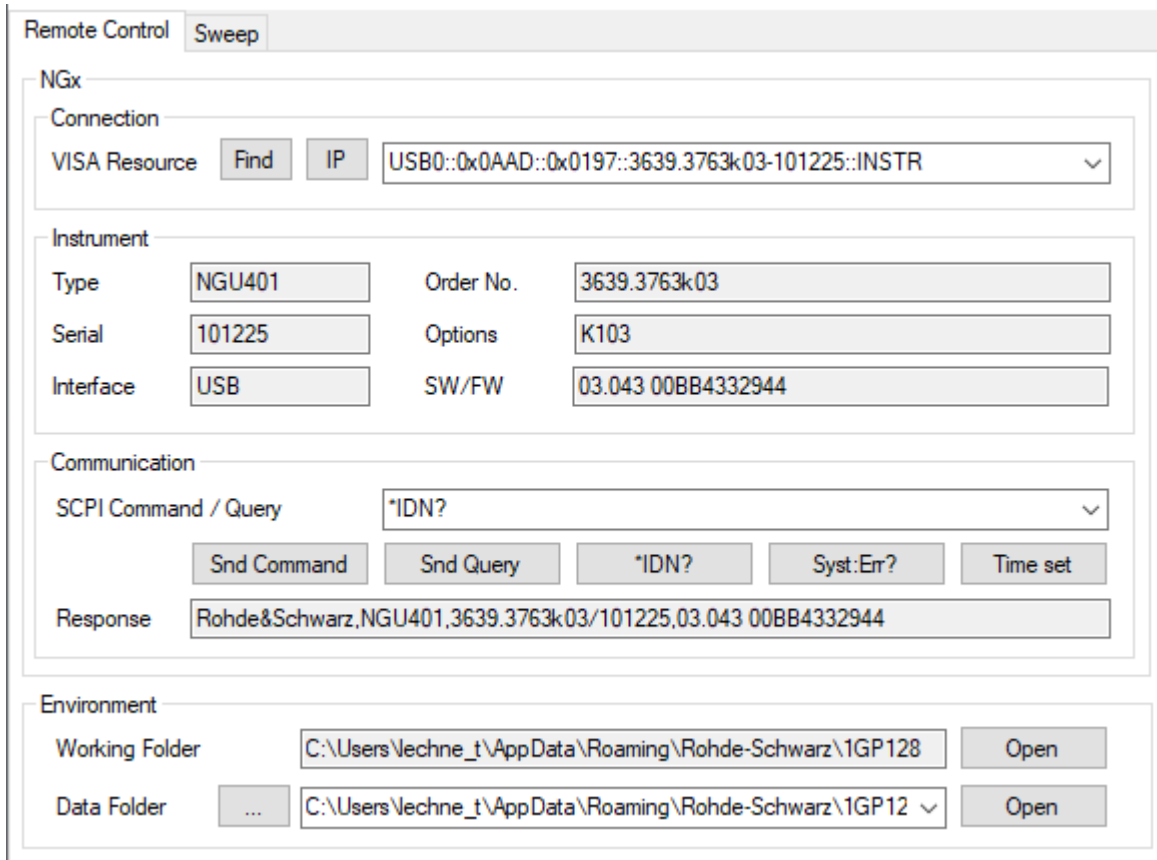 Remote Control Sweep
NGx
Connection
VISA Resource Find IP USB0::0x0AAD::0x0197::3639.3763k03-101225::INSTR
Instrument
Type NGU401 Order No. 3639.3763k03
Serial 101225 Options K103
Interface USB SW/FW 03.043 00BB4332944
Communication
SCPI Command / Query *IDN?
Snd Command Snd Query *IDN? Syst:Err? Time set
Response Rohde&Schwarz,NGU401,3639.3763k03/101225,03.043 00BB4332944
Environment
Working Folder C:\Users\lechne_t\AppData\Roaming\Rohde-Schwarz\1GP128 Open
Data Folder ... C:\Users\lechne_t\AppData\Roaming\Rohde-Schwarz\1GP12 Open